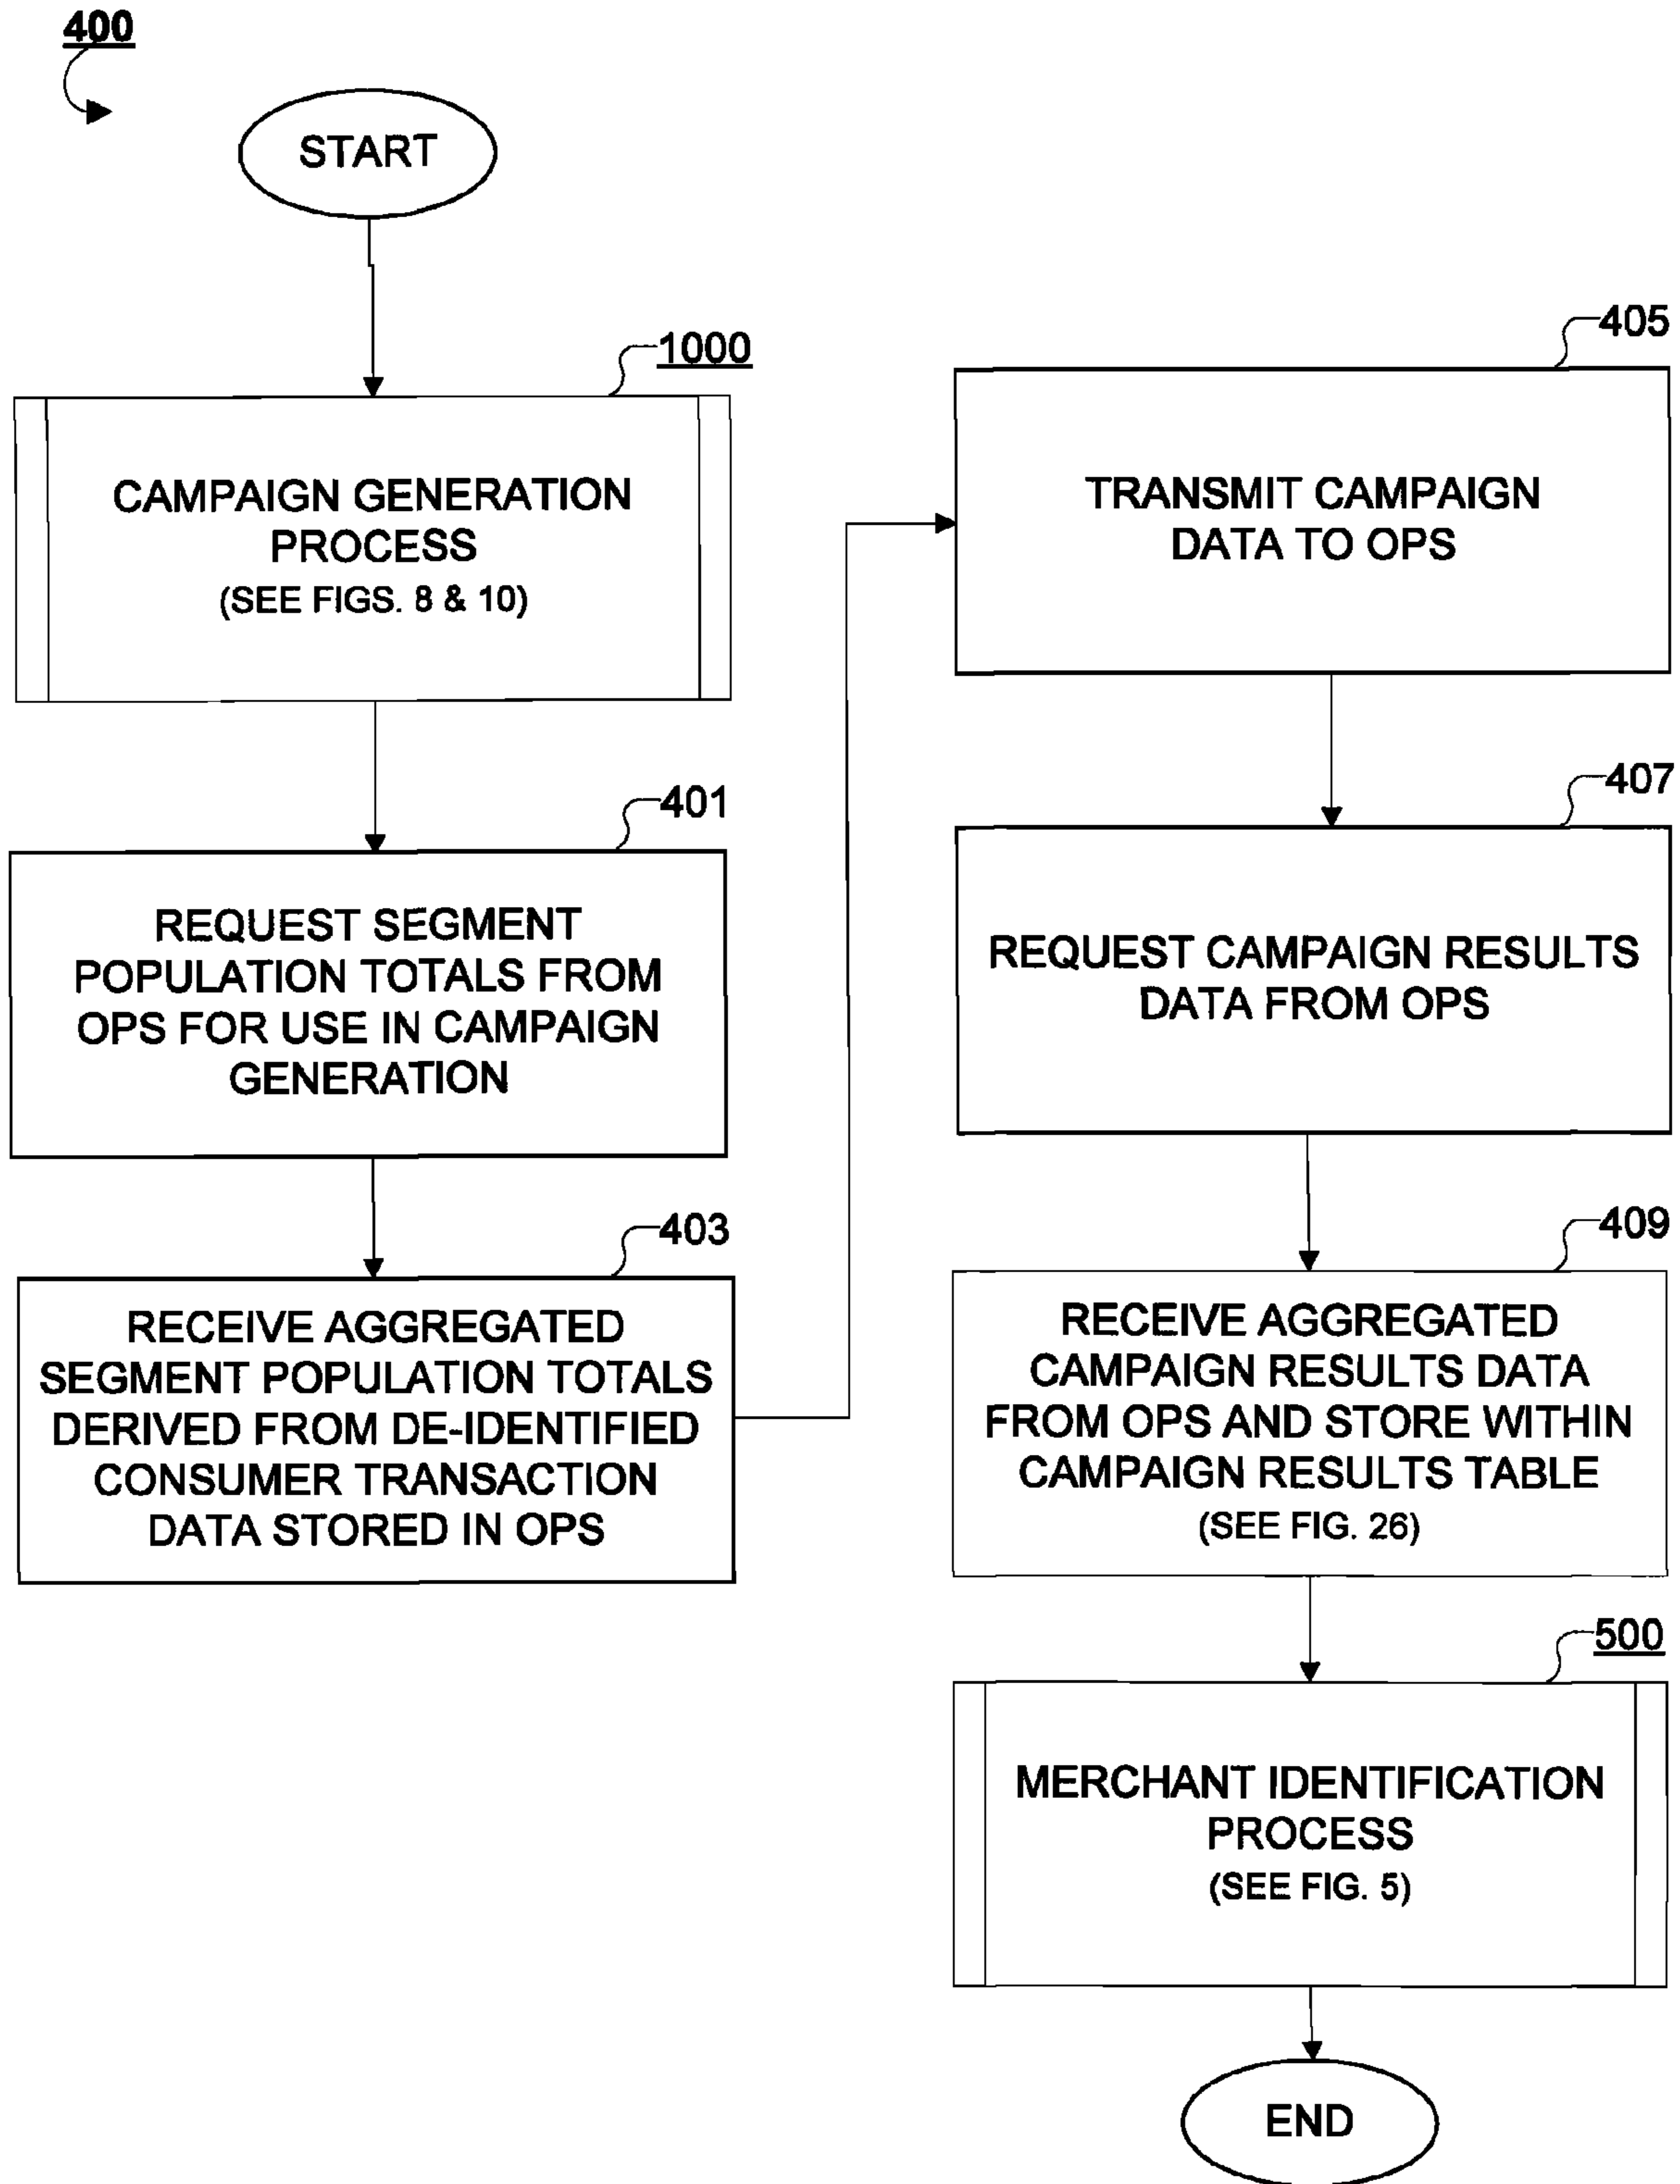 400
START
1000
CAMPAIGN GENERATION
PROCESS
(SEE FIGS. 8 & 10)
401
REQUEST SEGMENT
POPULATION TOTALS FROM
OPS FOR USE IN CAMPAIGN
GENERATION
403
RECEIVE AGGREGATED
SEGMENT POPULATION TOTALS
DERIVED FROM DE-IDENTIFIED
CONSUMER TRANSACTION
DATA STORED IN OPS
405
TRANSMIT CAMPAIGN
DATA TO OPS
407
REQUEST CAMPAIGN RESULTS
DATA FROM OPS
409
RECEIVE AGGREGATED
CAMPAIGN RESULTS DATA
FROM OPS AND STORE WITHIN
CAMPAIGN RESULTS TABLE
(SEE FIG. 26)
500
MERCHANT IDENTIFICATION
PROCESS
(SEE FIG. 5)
END